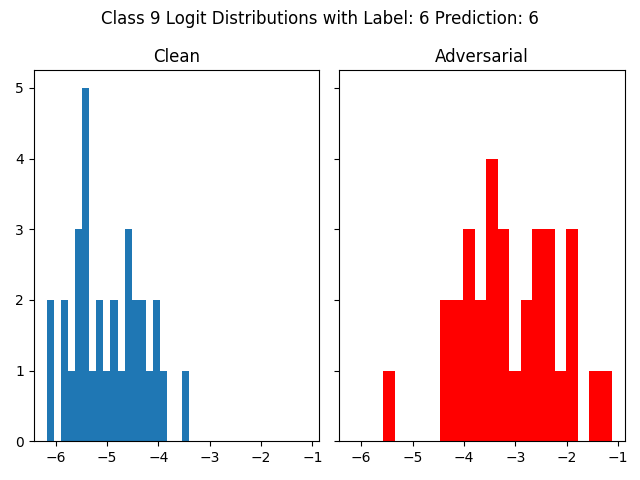 Class 9 Logit Distributions with Label: 6 Prediction: 6
Clean
Adversarial
5
4
3
2
1
0
−6 −5 −4 −3 −2 −1
−6 −5 −4 −3 −2 −1